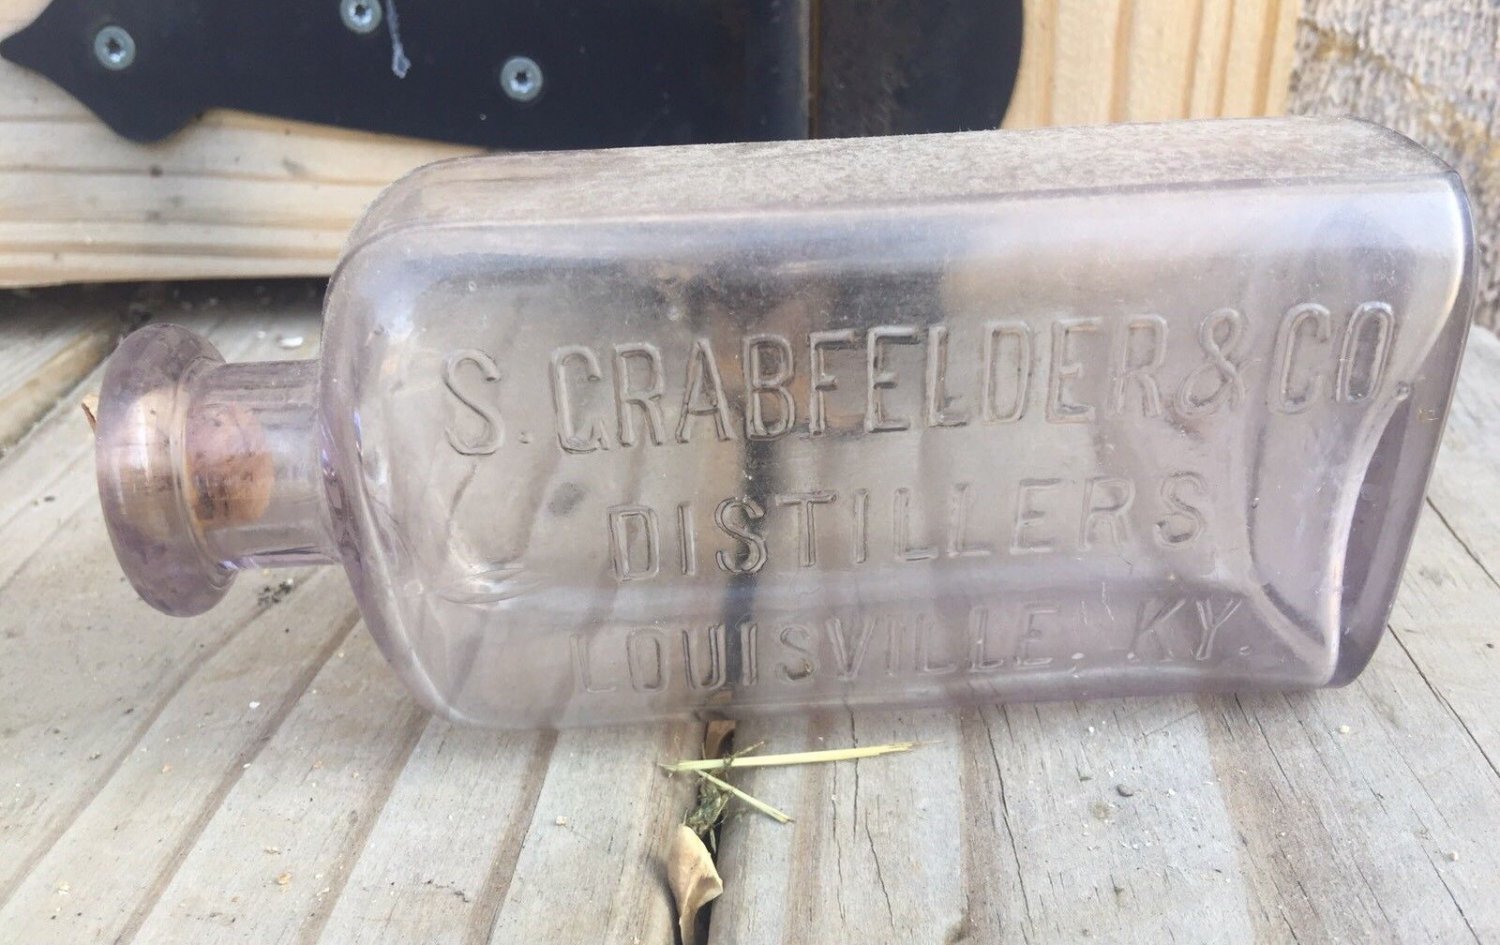 S. GRABFELDER & CO.
DISTILLERS
LOUISVILLE, KY.